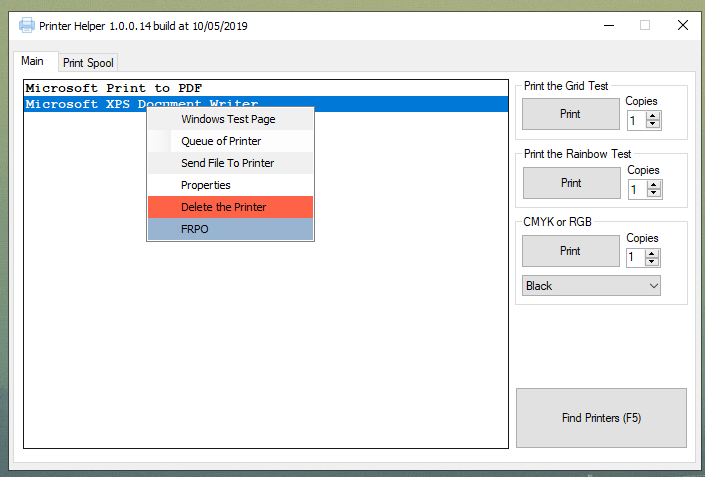 Printer Helper 1.0.0.14 build at 10/05/2019
Main
Print Spool
Microsoft Print to PDF
Microsoft XPS Document Writer
Windows Test Page
Queue of Printer
Send File To Printer
Properties
Delete the Printer
FRPO
Print the Grid Test
Copies
Print
1
Print the Rainbow Test
Copies
Print
1
CMYK or RGB
Copies
Print
1
Black
Find Printers (F5)